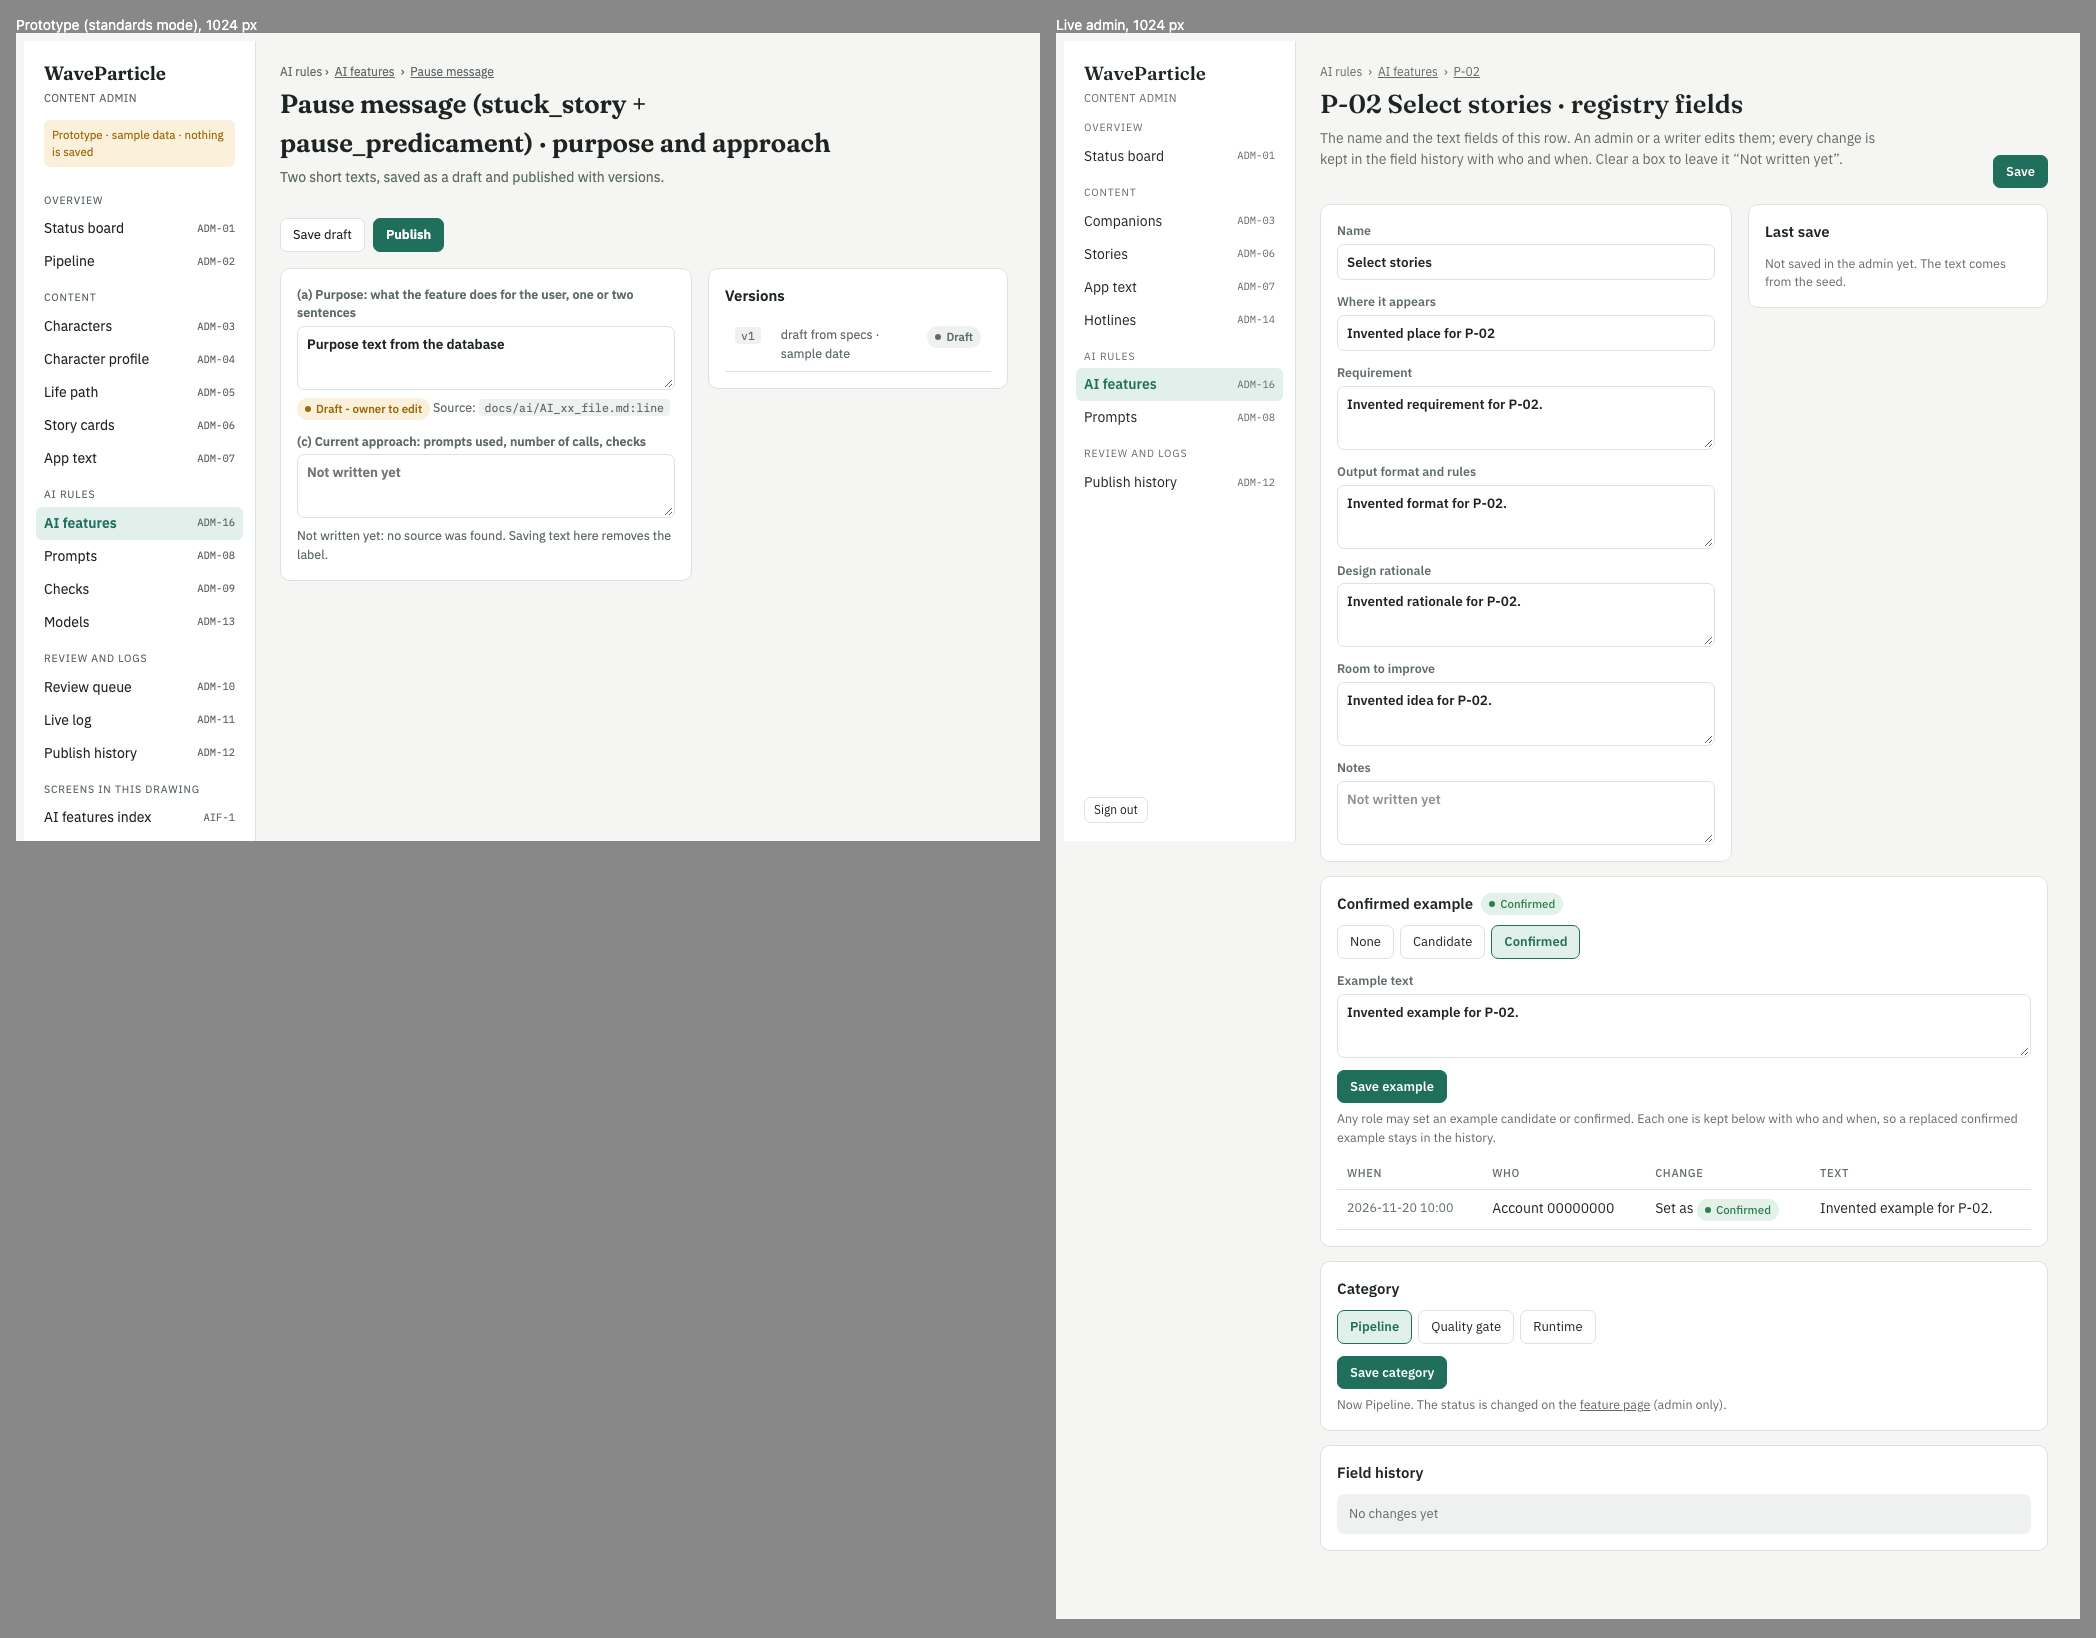 Prototype (standards mode), 1024 px
WaveParticle
CONTENT ADMIN
Prototype · sample data · nothing
is saved
OVERVIEW
Status board ADM-01
Pipeline ADM-02
CONTENT
Characters ADM-03
Character profile ADM-04
Life path ADM-05
Story cards ADM-06
App text ADM-07
AI RULES
AI features ADM-16
Prompts ADM-08
Checks ADM-09
Models ADM-13
REVIEW AND LOGS
Review queue ADM-10
Live log ADM-11
Publish history ADM-12
SCREENS IN THIS DRAWING
AI features index AIF-1
AI rules › AI features › Pause message
Pause message (stuck_story +
pause_predicament) · purpose and approach
Two short texts, saved as a draft and published with versions.
Save draft Publish
(a) Purpose: what the feature does for the user, one or two
sentences
Purpose text from the database
Draft - owner to edit Source: docs/ai/AI_xx_file.md:line
(c) Current approach: prompts used, number of calls, checks
Not written yet
Not written yet: no source was found. Saving text here removes the
label.
Versions
v1 draft from specs · Draft
sample date
Live admin, 1024 px
WaveParticle
CONTENT ADMIN
OVERVIEW
Status board ADM-01
CONTENT
Companions ADM-03
Stories ADM-06
App text ADM-07
Hotlines ADM-14
AI RULES
AI features ADM-16
Prompts ADM-08
REVIEW AND LOGS
Publish history ADM-12
Sign out
AI rules › AI features › P-02
P-02 Select stories · registry fields
The name and the text fields of this row. An admin or a writer edits them; every change is
kept in the field history with who and when. Clear a box to leave it “Not written yet”.
Save
Name
Select stories
Where it appears
Invented place for P-02
Requirement
Invented requirement for P-02.
Output format and rules
Invented format for P-02.
Design rationale
Invented rationale for P-02.
Room to improve
Invented idea for P-02.
Notes
Not written yet
Last save
Not saved in the admin yet. The text comes
from the seed.
Confirmed example Confirmed
None Candidate Confirmed
Example text
Invented example for P-02.
Save example
Any role may set an example candidate or confirmed. Each one is kept below with who and when, so a replaced confirmed
example stays in the history.
WHEN WHO CHANGE TEXT
2026-11-20 10:00 Account 00000000 Set as Confirmed Invented example for P-02.
Category
Pipeline Quality gate Runtime
Save category
Now Pipeline. The status is changed on the feature page (admin only).
Field history
No changes yet